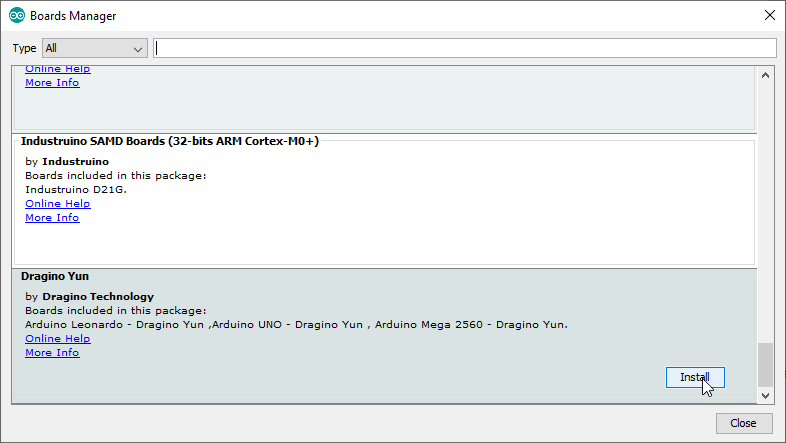 Boards Manager
Type All
Online Help
More Info
Industruino SAMD Boards (32-bits ARM Cortex-M0+)
by Industruino
Boards included in this package:
Industruino D21G.
Online Help
More Info
Dragino Yun
by Dragino Technology
Boards included in this package:
Arduino Leonardo - Dragino Yun ,Arduino UNO - Dragino Yun , Arduino Mega 2560 - Dragino Yun.
Online Help
More Info
Install
Close